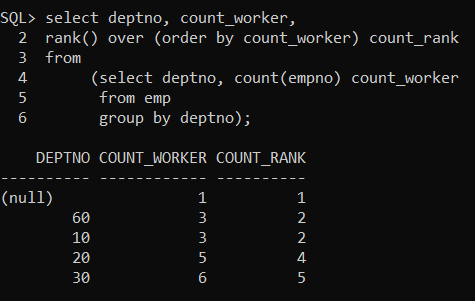 SQL> select deptno, count_worker,
  2  rank() over (order by count_worker) count_rank
  3  from
  4      (select deptno, count(empno) count_worker
  5       from emp
  6       group by deptno);

    DEPTNO COUNT_WORKER COUNT_RANK
---------- ------------ ----------
(null)                1          1
        60            3          2
        10            3          2
        20            5          4
        30            6          5